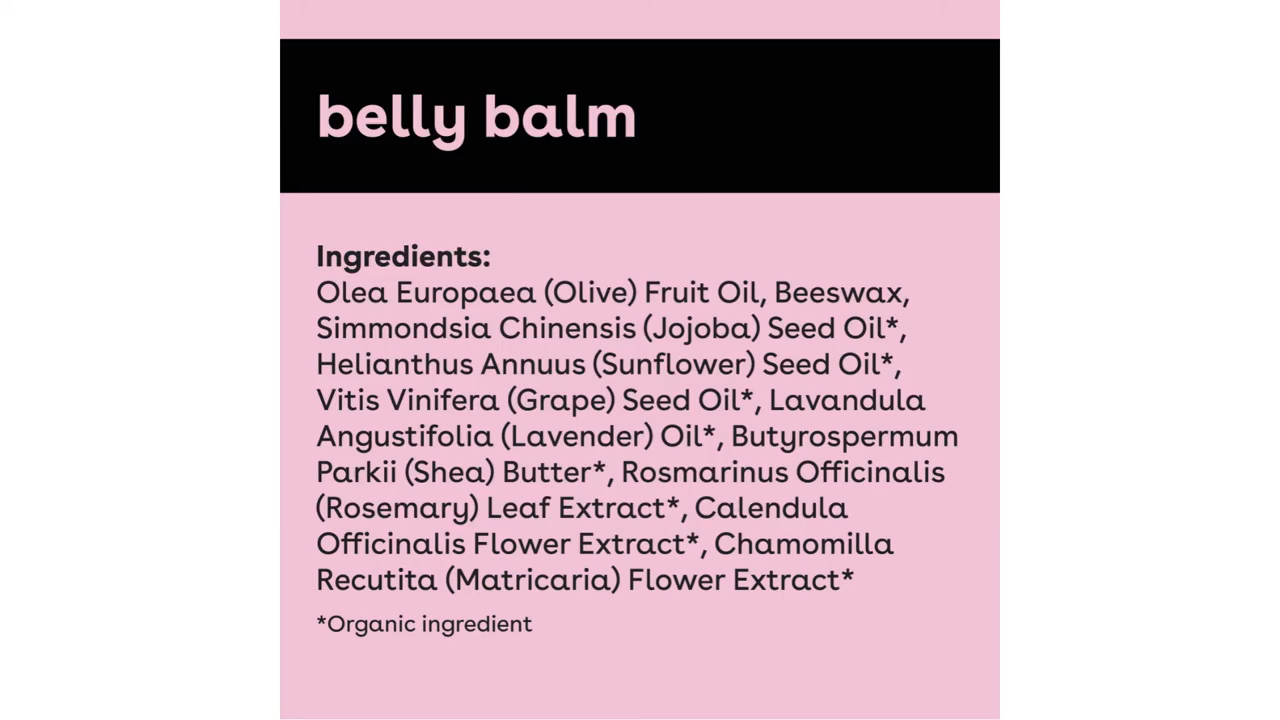 belly balm
Ingredients:
Olea Europaea (Olive) Fruit Oil, Beeswax,
Simmondsia Chinensis (Jojoba) Seed Oil*,
Helianthus Annuus (Sunflower) Seed Oil*,
Vitis Vinifera (Grape) Seed Oil*, Lavandula
Angustifolia (Lavender) Oil*, Butyrospermum
Parkii (Shea) Butter*, Rosmarinus Officinalis
(Rosemary) Leaf Extract*, Calendula
Officinalis Flower Extract*, Chamomilla
Recutita (Matricaria) Flower Extract*
*Organic ingredient